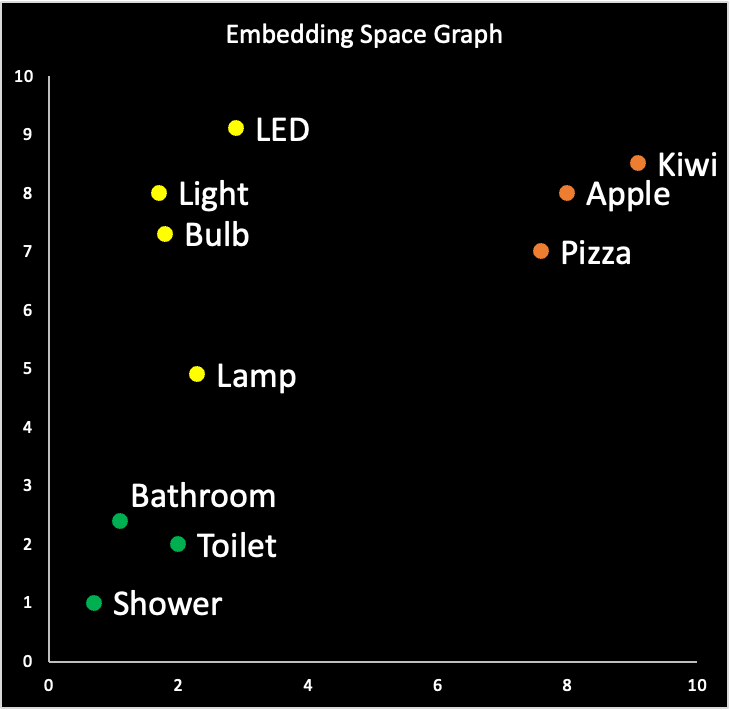 Embedding Space Graph
10
9
LED
Kiwi
8
Light
Apple
Bulb
7
Pizza
6
5
Lamp
4
3
Bathroom
2
Toilet
1
Shower
0
0 2 4 6 8 10